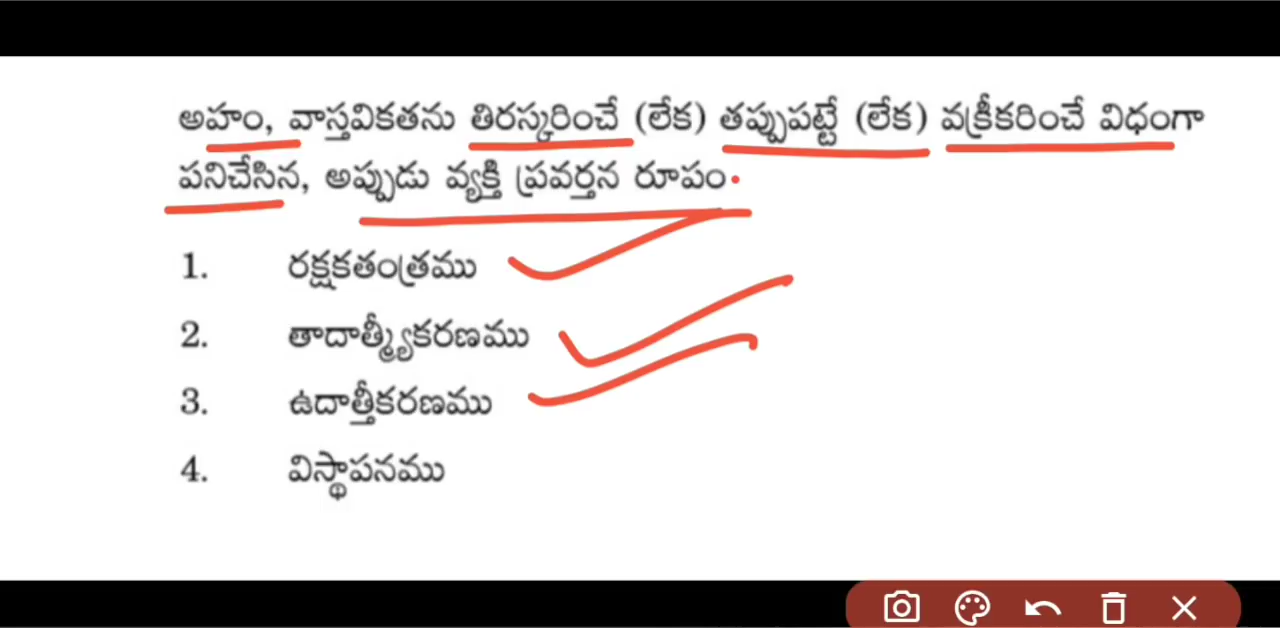 అహం, వాస్తవికతను తిరస్కరించే (లేక) తప్పుపట్టే (లేక) వక్రీకరించే విధంగా
పనిచేసిన, అప్పుడు వ్యక్తి ప్రవర్తన రూపం
1. రక్షకతంత్రము
2. తాదాత్మ్యీకరణము
3. ఉదాత్తీకరణము
4. విస్థాపనము